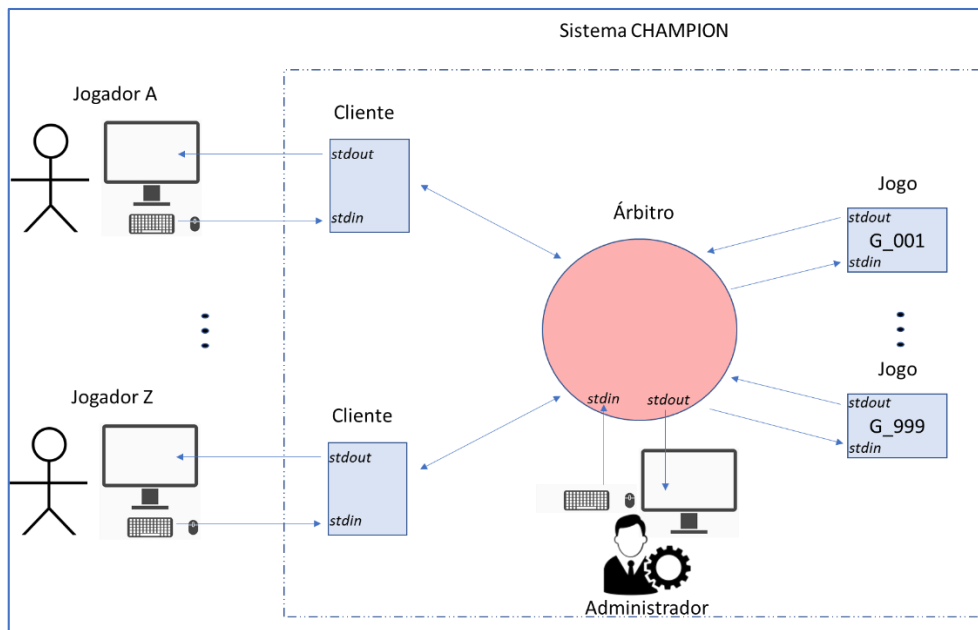 Sistema CHAMPION
Jogador A
Cliente
stdout
stdin
Árbitro
stdin
stdout
Jogo
stdout
G_001
stdin
Jogo
stdout
G_999
stdin
Jogador Z
Cliente
stdout
stdin
Administrador